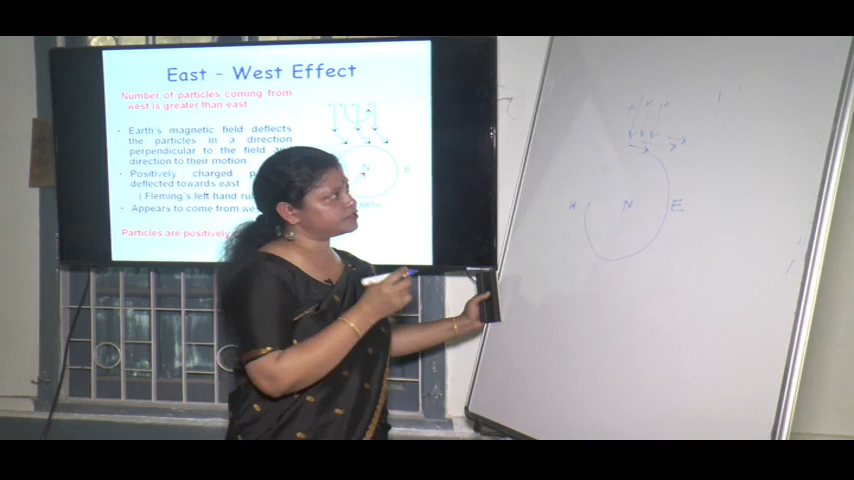 East - West Effect
Number of particles coming from
west is greater than east
• Earth's magnetic field deflects
the particles in a direction
perpendicular to the field and
direction to their motion.
• Positively charged
deflected towards east
( Fleming's left hand
• Appears to come from
Particles are positively
N
E
N
E